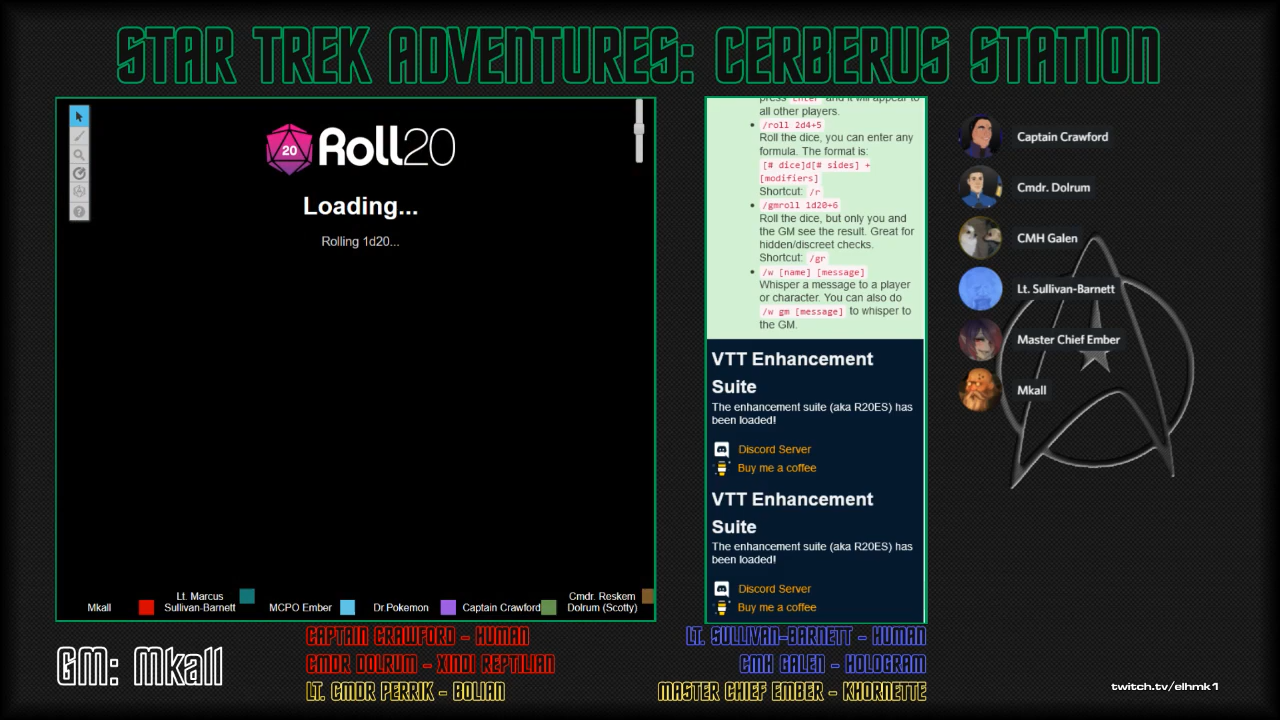 STAR TREK ADVENTURES: CERBERUS STATION
20
Roll20
Loading...
Rolling 1d20...
Mkall
Lt. Marcus
Sullivan-Barnett
MCPO Ember
Dr Pokemon
Captain Crawford
Cmdr. Reskem
Dolrum (Scotty)
press Enter and it will appear to
all other players.
/roll 2d4+5
Roll the dice, you can enter any
formula. The format is:
[# dice]d[# sides] +
[modifiers]
Shortcut: /r
/gmroll 1d20+6
Roll the dice, but only you and
the GM see the result. Great for
hidden/discreet checks.
Shortcut: /gr
/w [name] [message]
Whisper a message to a player
or character. You can also do
/w gm [message] to whisper to
the GM.
VTT Enhancement
Suite
The enhancement suite (aka R20ES) has
been loaded!
Discord Server
Buy me a coffee
VTT Enhancement
Suite
The enhancement suite (aka R20ES) has
been loaded!
Discord Server
Buy me a coffee
Captain Crawford
Cmdr. Dolrum
CMH Galen
Lt. Sullivan-Barnett
Master Chief Ember
Mkall
GM: Mkall
CAPTAIN CRAWFORD - HUMAN
CMDR DOLRUM - XINDI REPTILIAN
LT. CMDR PERRIK - BOLIAN
LT. SULLIVAN-BARNETT - HUMAN
CMH GALEN - HOLOGRAM
MASTER CHIEF EMBER - KHORNETTE
twitch.tv/elhmk1